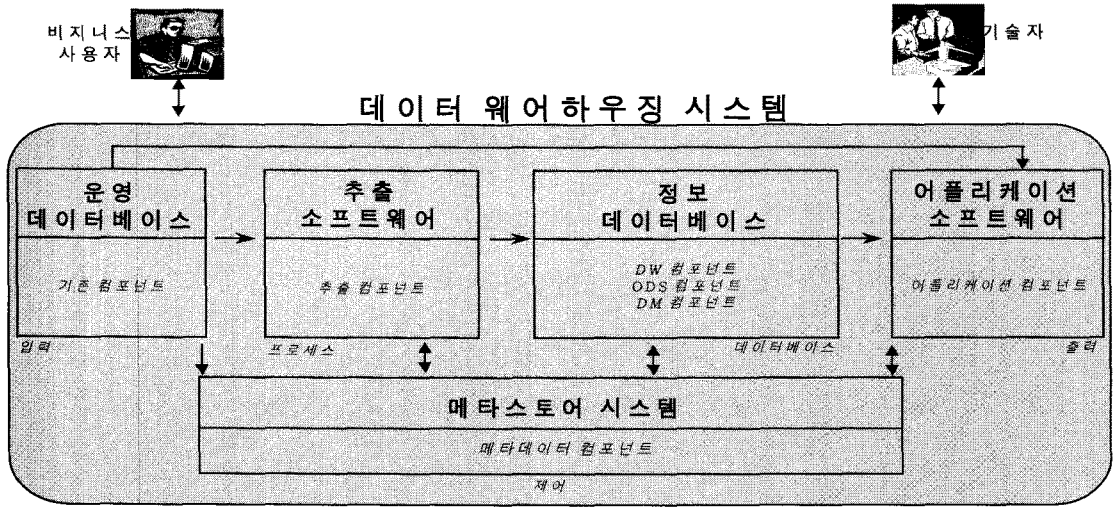 비지니스
사용자
기술자
데이터 웨어하우징 시스템
운영
데이터베이스
기존 컴포넌트
입력
추출
소프트웨어
추출 컴포넌트
프로세스
정보
데이터베이스
DW 컴포넌트
ODS 컴포넌트
DM 컴포넌트
데이터베이스
어플리케이션
소프트웨어
어플리케이션 컴포넌트
출력
메타스토어 시스템
메타데이터 컴포넌트
제어